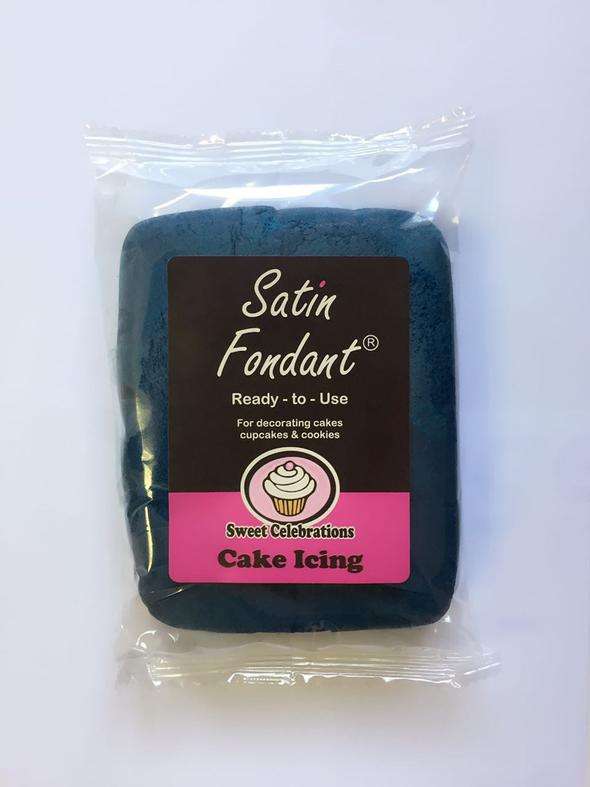 Satin
Fondant®
Ready - to - Use
For decorating cakes
cupcakes & cookies
Sweet Celebrations
Cake Icing